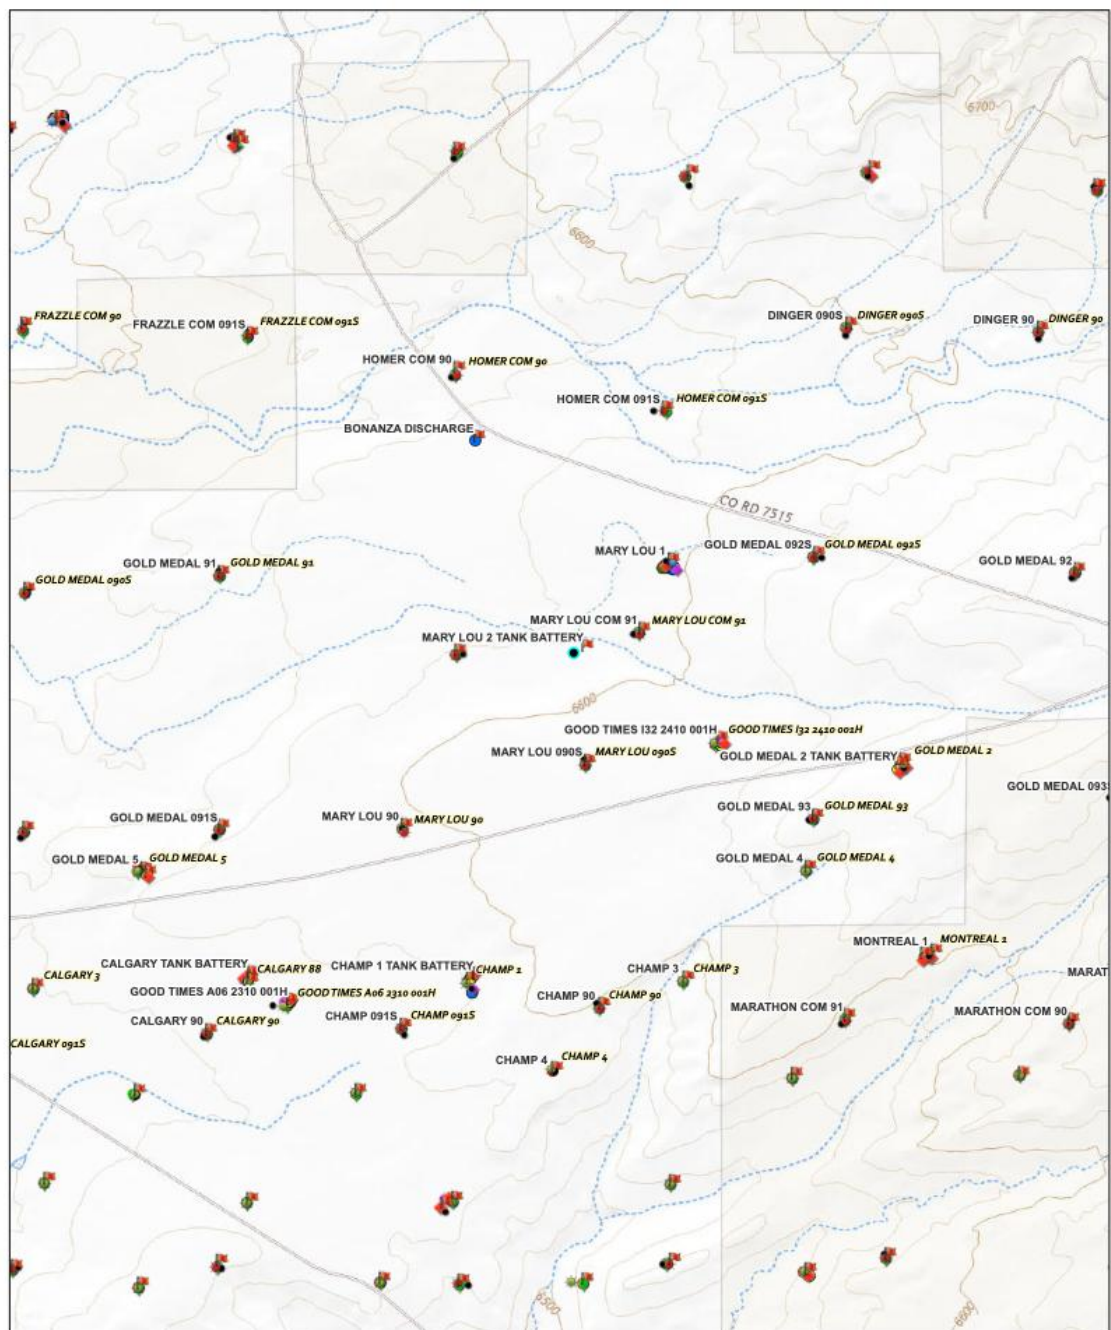 6700
6600
FRAZZLE COM 90
FRAZZLE COM 091S
FRAZZLE COM 091S
DINGER 090S
DINGER 090S
DINGER 90
DINGER 90
HOMER COM 90
HOMER COM 90
HOMER COM 091S
HOMER COM 091S
BONANZA DISCHARGE
CO RD 7515
MARY LOU 1
GOLD MEDAL 092S
GOLD MEDAL 092S
GOLD MEDAL 91
GOLD MEDAL 91
GOLD MEDAL 92
GOLD MEDAL 090S
MARY LOU COM 91
MARY LOU COM 91
MARY LOU 2 TANK BATTERY
6600
GOOD TIMES I32 2410 001H
GOOD TIMES I32 2410 001H
MARY LOU 090S
MARY LOU 090S
GOLD MEDAL 2 TANK BATTERY
GOLD MEDAL 2
GOLD MEDAL 093S
GOLD MEDAL 93
GOLD MEDAL 93
GOLD MEDAL 091S
MARY LOU 90
MARY LOU 90
GOLD MEDAL 5
GOLD MEDAL 5
GOLD MEDAL 4
GOLD MEDAL 4
MONTREAL 1
MONTREAL 1
CALGARY TANK BATTERY
CALGARY 88
CHAMP 1 TANK BATTERY
CHAMP 1
CHAMP 3
CHAMP 3
MARAT
CALGARY 3
GOOD TIMES A06 2310 001H
GOOD TIMES A06 2310 001H
CHAMP 90
CHAMP 90
MARATHON COM 91
MARATHON COM 90
CALGARY 90
CALGARY 90
CHAMP 091S
CHAMP 091S
CALGARY 091S
CHAMP 4
CHAMP 4
6500
6600